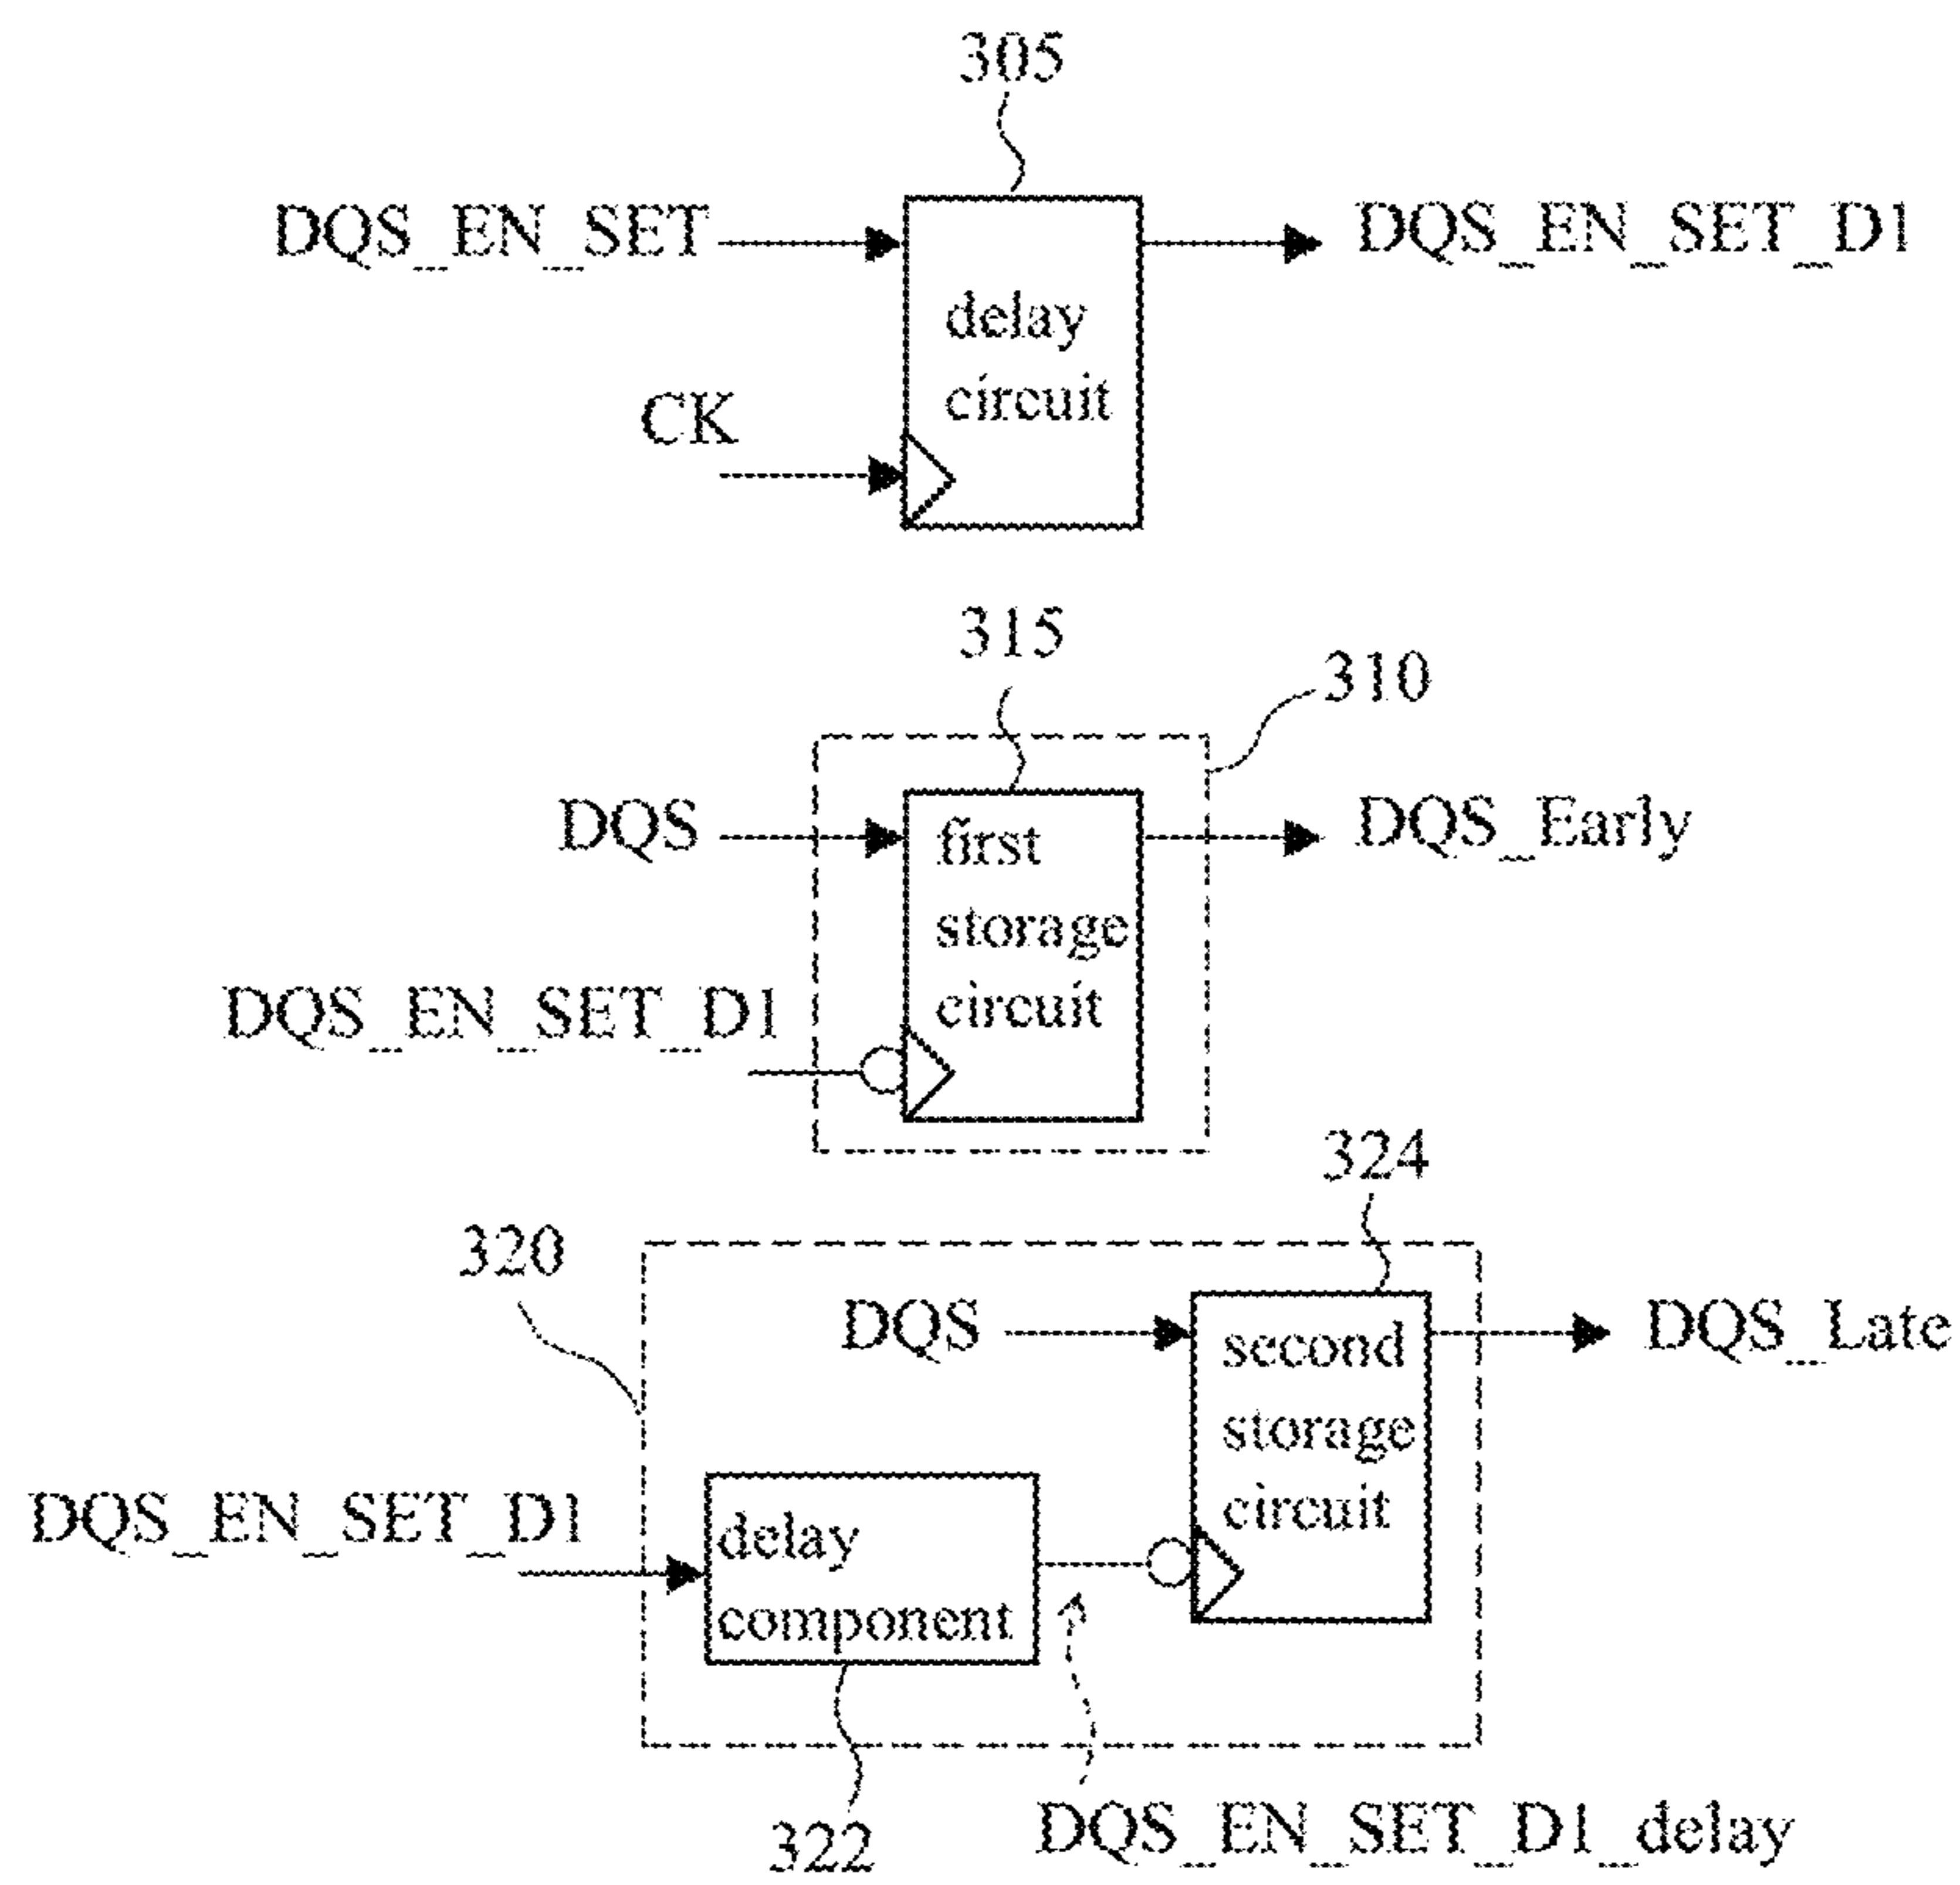 305
DQS_EN_SET
DQS_EN_SET_D1
delay
circuit
CK
315
310
DQS
first
storage
circuit
DQS_Early
DQS_EN_SET_D1
324
320
DQS
second
storage
circuit
DQS_Late
DQS_EN_SET_D1
delay
component
322
DQS_EN_SET_D1_delay